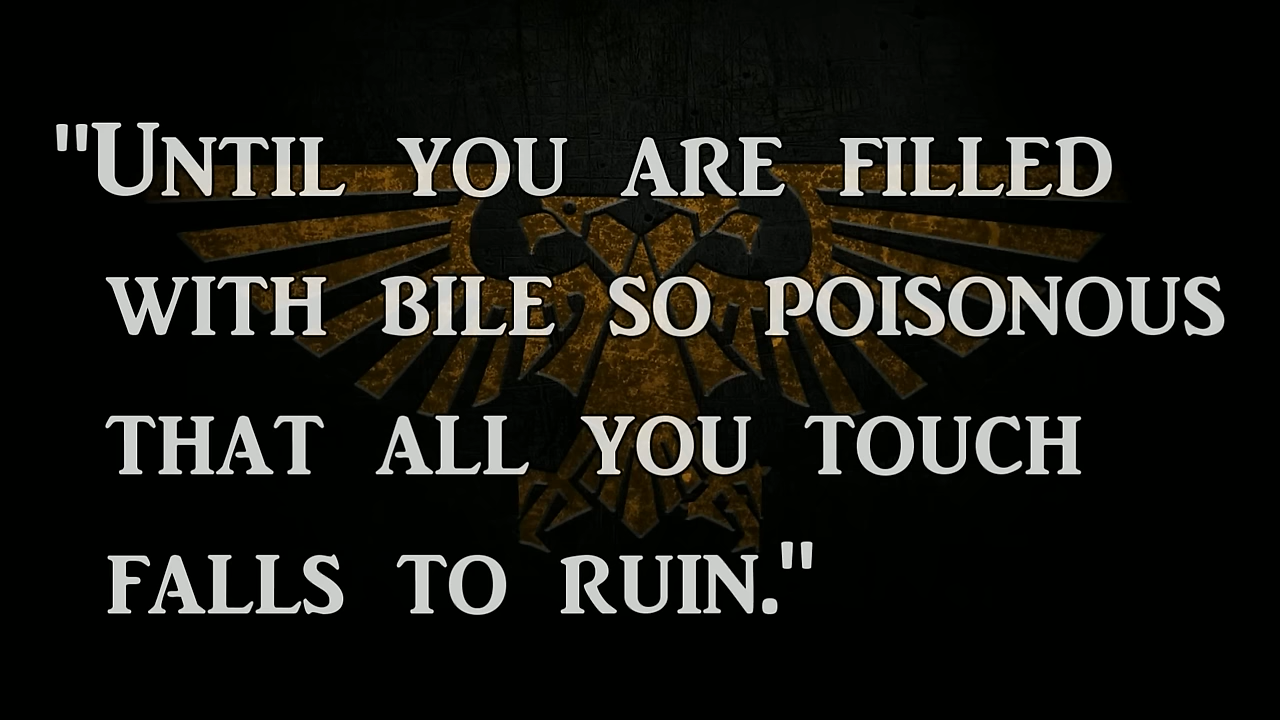 "Until you are filled
with bile so poisonous
that all you touch
falls to ruin."